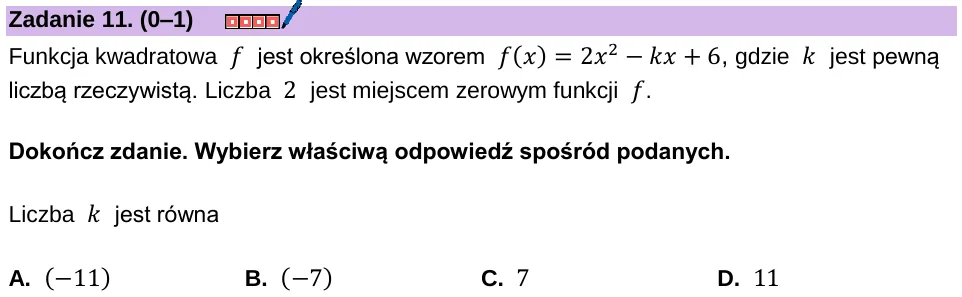 Zadanie 11. (0–1)
Funkcja kwadratowa f jest określona wzorem f(x) = 2x² − kx + 6, gdzie k jest pewną
liczbą rzeczywistą. Liczba 2 jest miejscem zerowym funkcji f.
Dokończ zdanie. Wybierz właściwą odpowiedź spośród podanych.
Liczba k jest równa
A. (−11) B. (−7) C. 7 D. 11